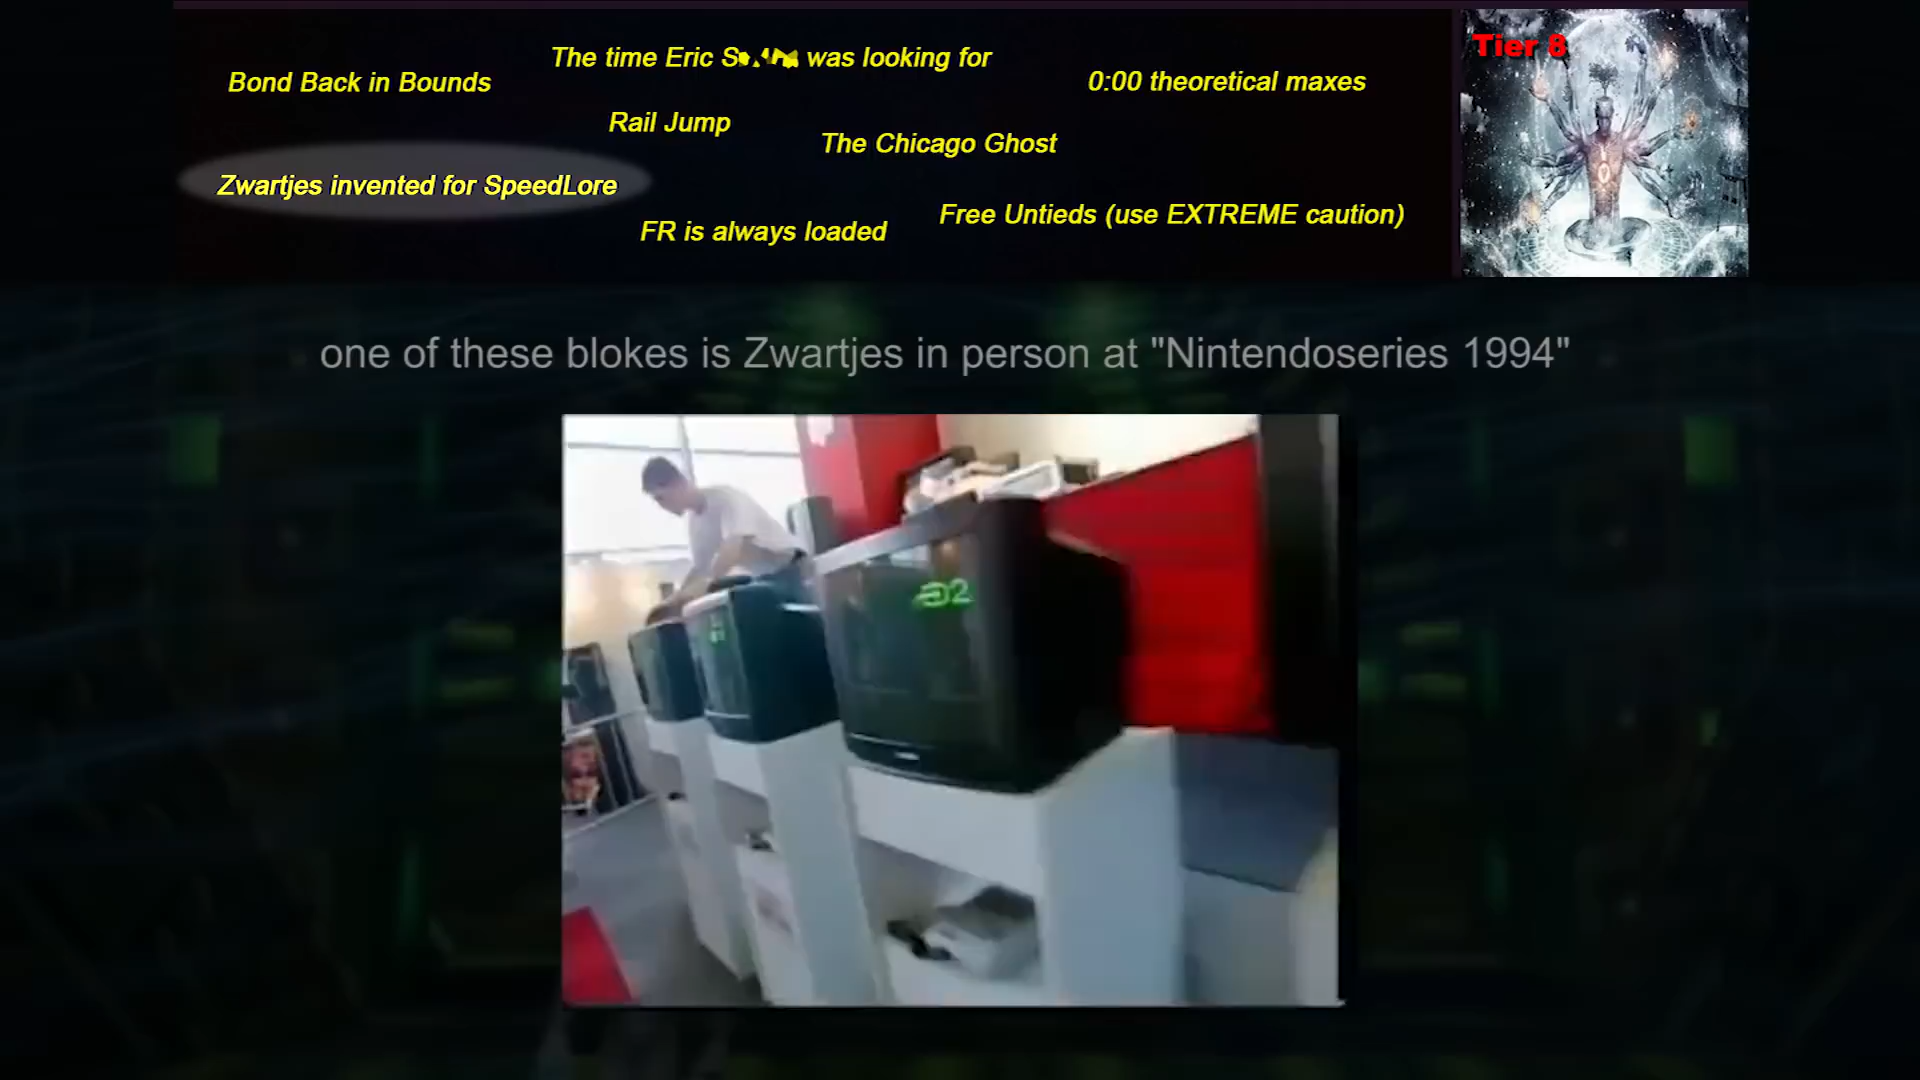 Tier 8
The time Eric was looking for
Bond Back in Bounds
0:00 theoretical maxes
Rail Jump
The Chicago Ghost
Zwartjes invented for SpeedLore
Free Untieds (use EXTREME caution)
FR is always loaded
one of these blokes is Zwartjes in person at "Nintendoseries 1994"